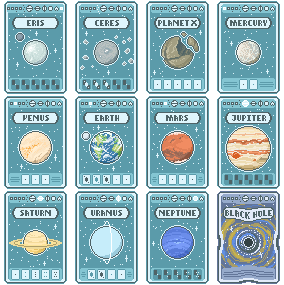 ERIS
CERES
PLANET X
MERCURY
VENUS
EARTH
MARS
JUPITER
SATURN
URANUS
NEPTUNE
BLACK HOLE